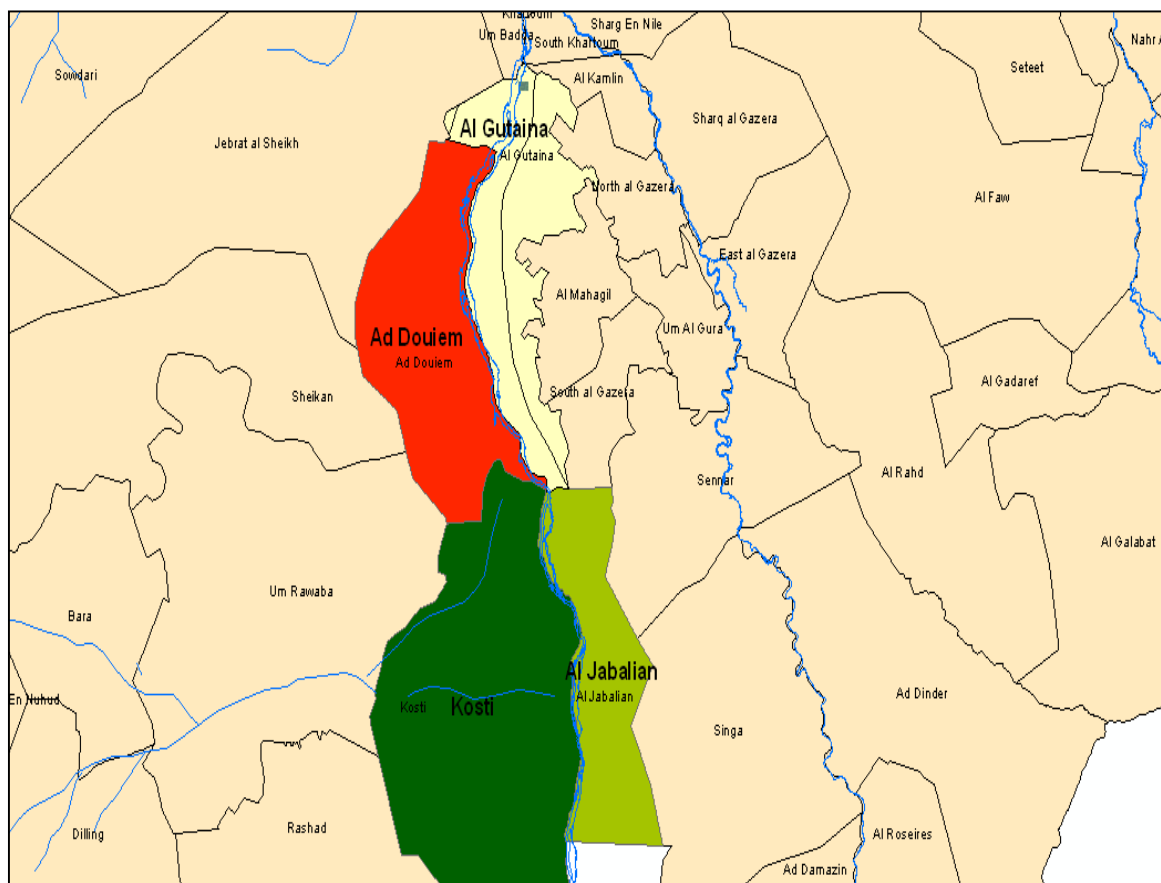 Khartoum
Um Badda
South Khartoum
Sharg En Nile
Nahr A
Sowdari
Al Kamlin
Seteet
Al Gutaina
Al Gutaina
Sharq al Gazera
Jebrat al Sheikh
North al Gazera
Al Faw
East al Gazera
Al Mahagil
Um Al Gura
Ad Douiem
Ad Douiem
Al Gadaref
Sheikan
South al Gazera
Al Rahd
Sennar
Al Galabat
Um Rawaba
Bara
Al Jabalian
Al Jabalian
En Nuhud
Kosti
Kosti
Ad Dinder
Singa
Rashad
Dilling
Al Roseires
Ad Damazin